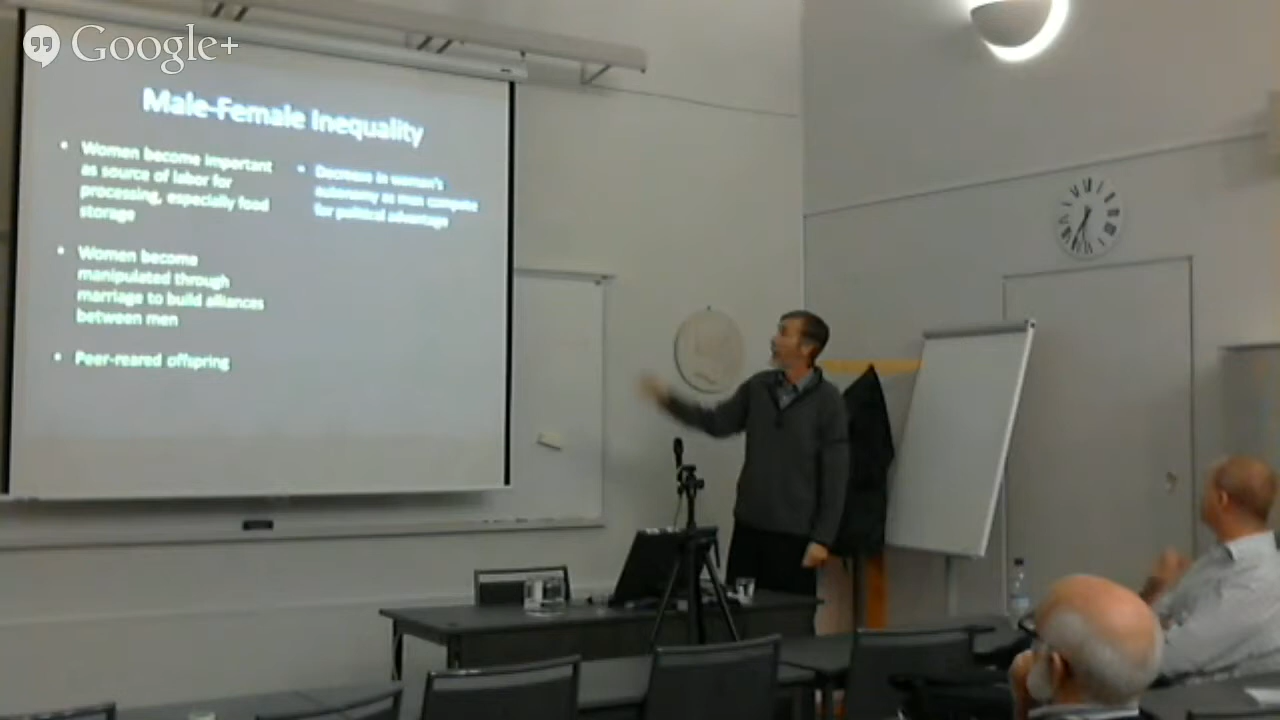 Google+
Male-Female Inequality
• Women become important
as source of labor for
processing, especially food
storage
• Women become
manipulated through
marriage to build alliances
between men
• Peer-reared offspring
• Decrease in women's
autonomy as men compete
for political advantage